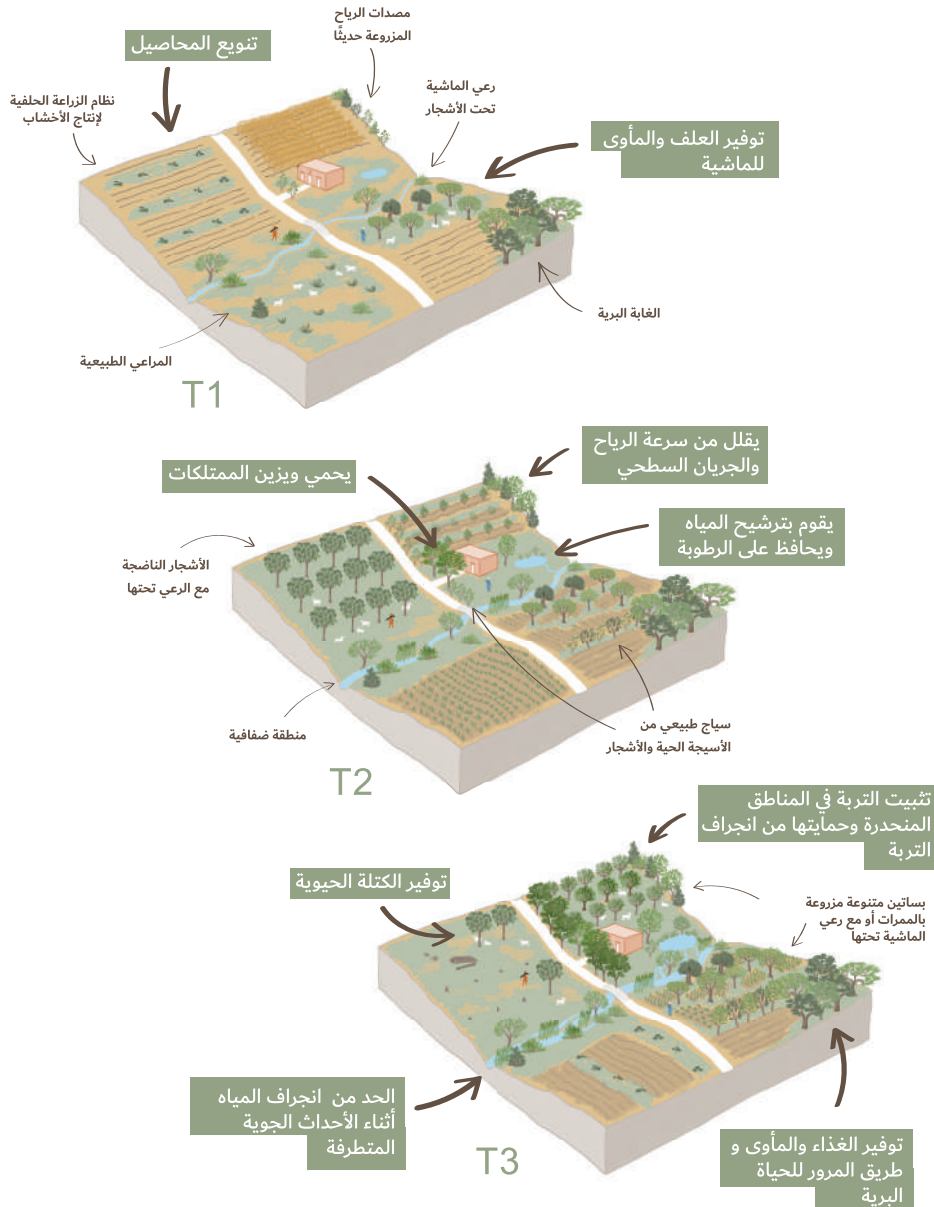 مصدات الرياح
المزروعة حديثًا
تنويع المحاصيل
رعي الماشية
تحت الأشجار
نظام الزراعة الحلفية
لإنتاج الأخشاب
توفير العلف والمأوى
للماشية
الغابة البرية
المراعي الطبيعية
T1
يقلل من سرعة الرياح
والجريان السطحي
يحمي ويزين الممتلكات
يقوم بترشيح المياه
ويحافظ على الرطوبة
الأشجار الناضجة
مع الرعي تحتها
سياج طبيعي من
الأسيجة الحية والأشجار
منطقة ضفافية
T2
تثبيت التربة في المناطق
المنحدرة وحمايتها من انجراف
التربة
توفير الكتلة الحيوية
بساتين متنوعة مزروعة
بالممرات أو مع رعي
الماشية تحتها
الحد من انجراف المياه
أثناء الأحداث الجوية
المتطرفة
توفير الغذاء والمأوى و
طريق المرور للحياة
البرية
T3